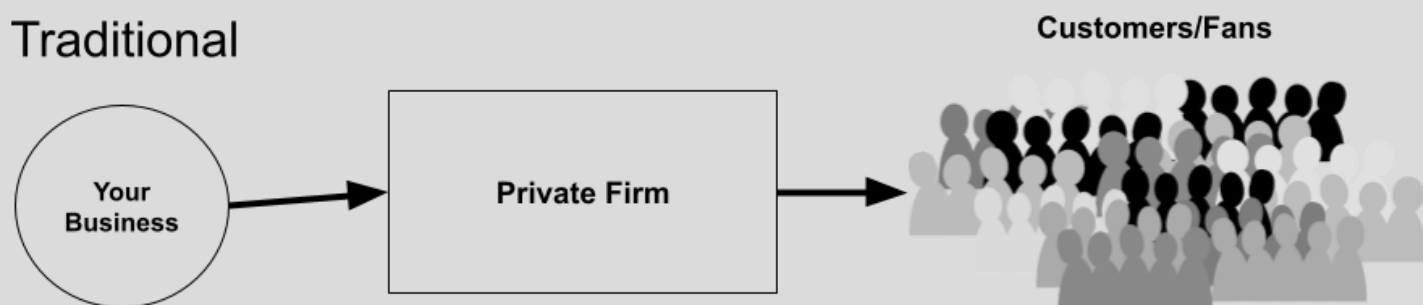 Traditional
Customers/Fans
Your
Business
Private Firm